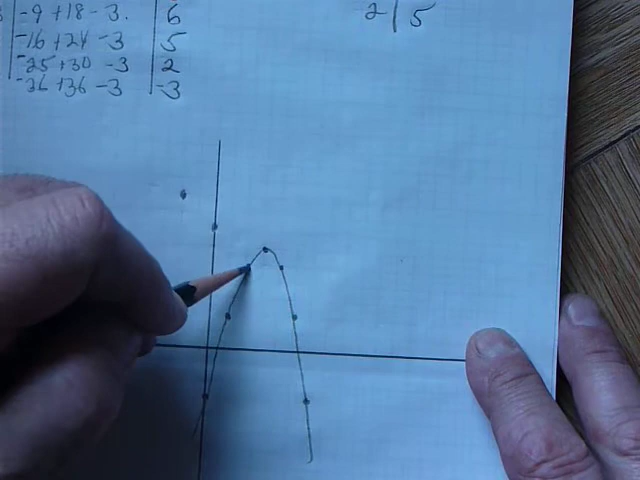 -9 +18 -3. | 6
-16 +24 -3 | 5
-25 +30 -3 | 2
-36 +36 -3 | -3
2 | 5